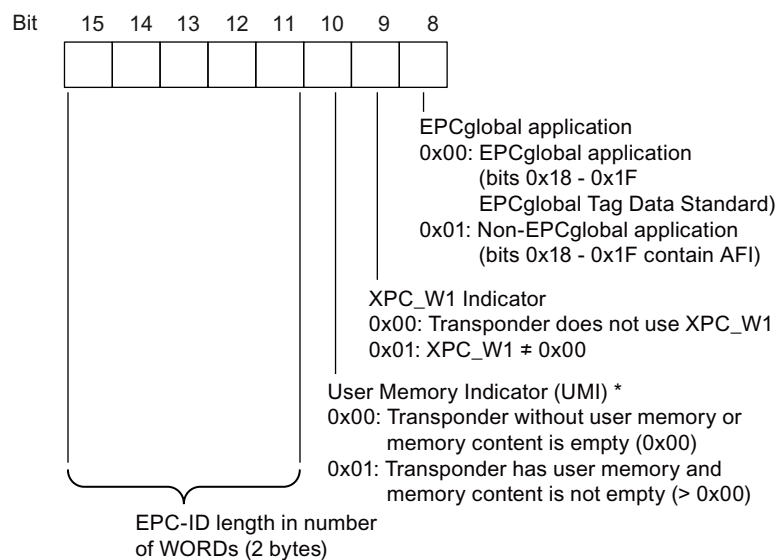 Bit 15 14 13 12 11 10 9 8
EPCglobal application
0x00: EPCglobal application
(bits 0x18 - 0x1F
EPCglobal Tag Data Standard)
0x01: Non-EPCglobal application
(bits 0x18 - 0x1F contain AFI)
XPC_W1 Indicator
0x00: Transponder does not use XPC_W1
0x01: XPC_W1 ≠ 0x00
User Memory Indicator (UMI) *
0x00: Transponder without user memory or
memory content is empty (0x00)
0x01: Transponder has user memory and
memory content is not empty (> 0x00)
EPC-ID length in number
of WORDs (2 bytes)